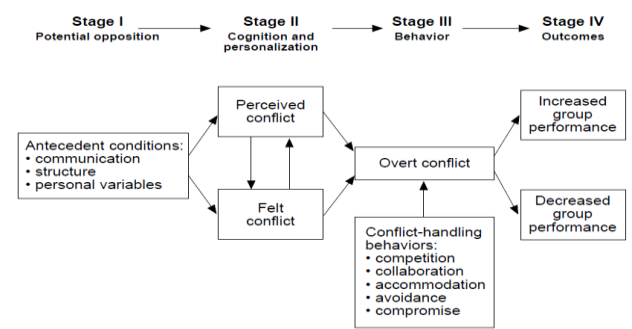 Stage I
Potential opposition
Stage II
Cognition and
personalization
Stage III
Behavior
Stage IV
Outcomes
Antecedent conditions:
• communication
• structure
• personal variables
Perceived
conflict
Felt
conflict
Overt conflict
Conflict-handling
behaviors:
• competition
• collaboration
• accommodation
• avoidance
• compromise
Increased
group
performance
Decreased
group
performance